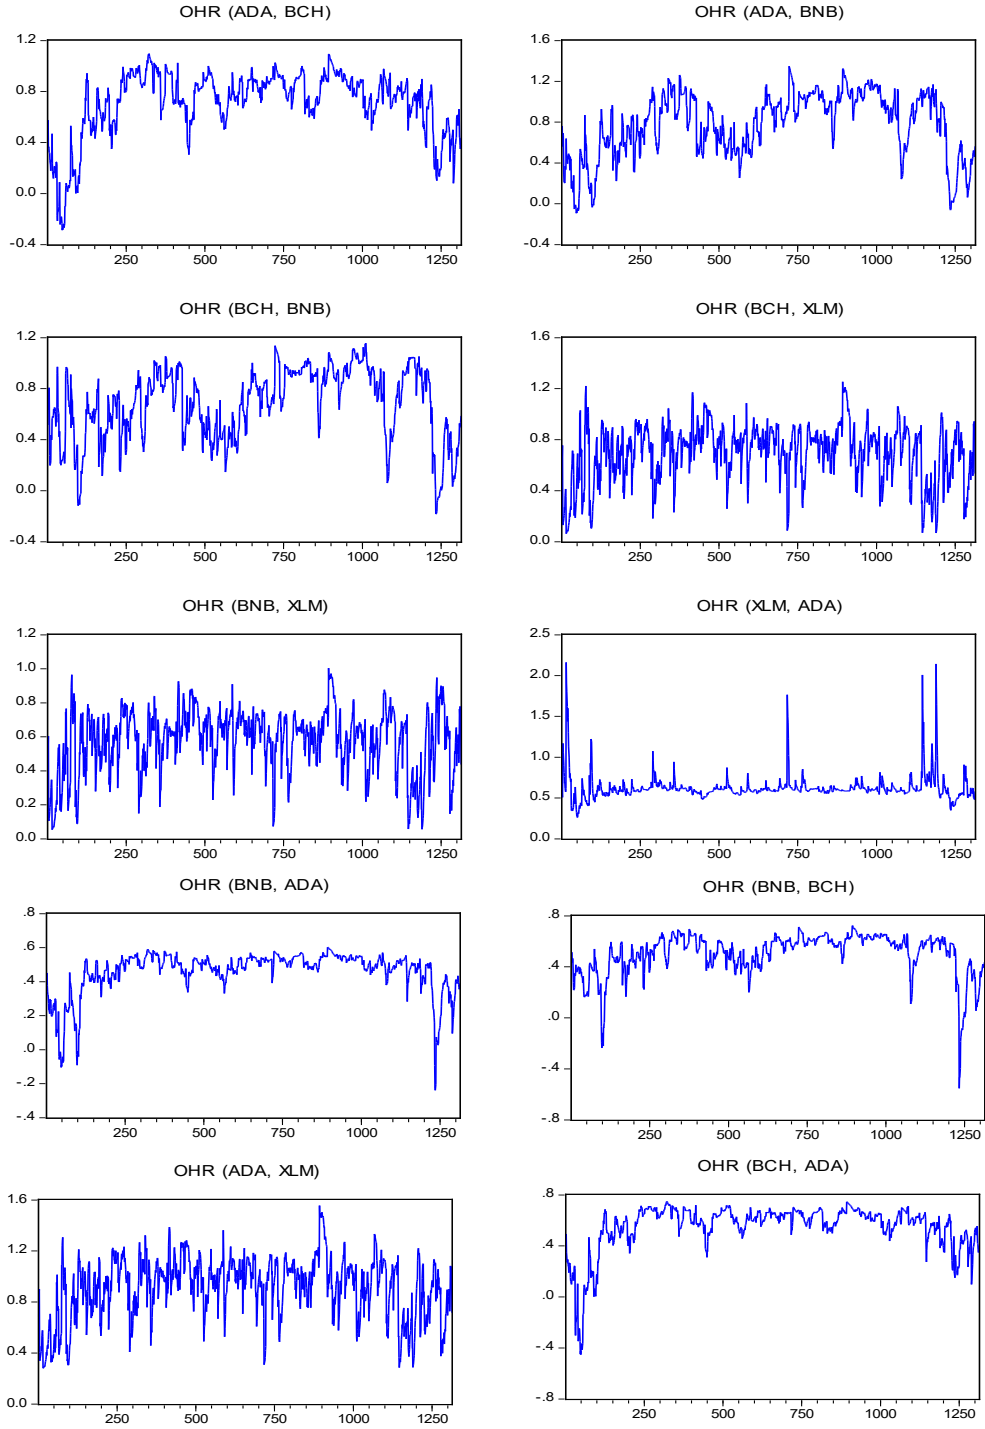 OHR (ADA, BCH)
1.2
0.8
0.4
0.0
-0.4
250 500 750 1000 1250
OHR (ADA, BNB)
1.6
1.2
0.8
0.4
0.0
-0.4
250 500 750 1000 1250
OHR (BCH, BNB)
1.2
0.8
0.4
0.0
-0.4
250 500 750 1000 1250
OHR (BCH, XLM)
1.6
1.2
0.8
0.4
0.0
250 500 750 1000 1250
OHR (BNB, XLM)
1.2
1.0
0.8
0.6
0.4
0.2
0.0
250 500 750 1000 1250
OHR (XLM, ADA)
2.5
2.0
1.5
1.0
0.5
0.0
250 500 750 1000 1250
OHR (BNB, ADA)
.8
.6
.4
.2
.0
-.2
-.4
250 500 750 1000 1250
OHR (BNB, BCH)
.8
.4
.0
-.4
-.8
250 500 750 1000 1250
OHR (ADA, XLM)
1.6
1.2
0.8
0.4
0.0
250 500 750 1000 1250
OHR (BCH, ADA)
.8
.4
.0
-.4
-.8
250 500 750 1000 1250